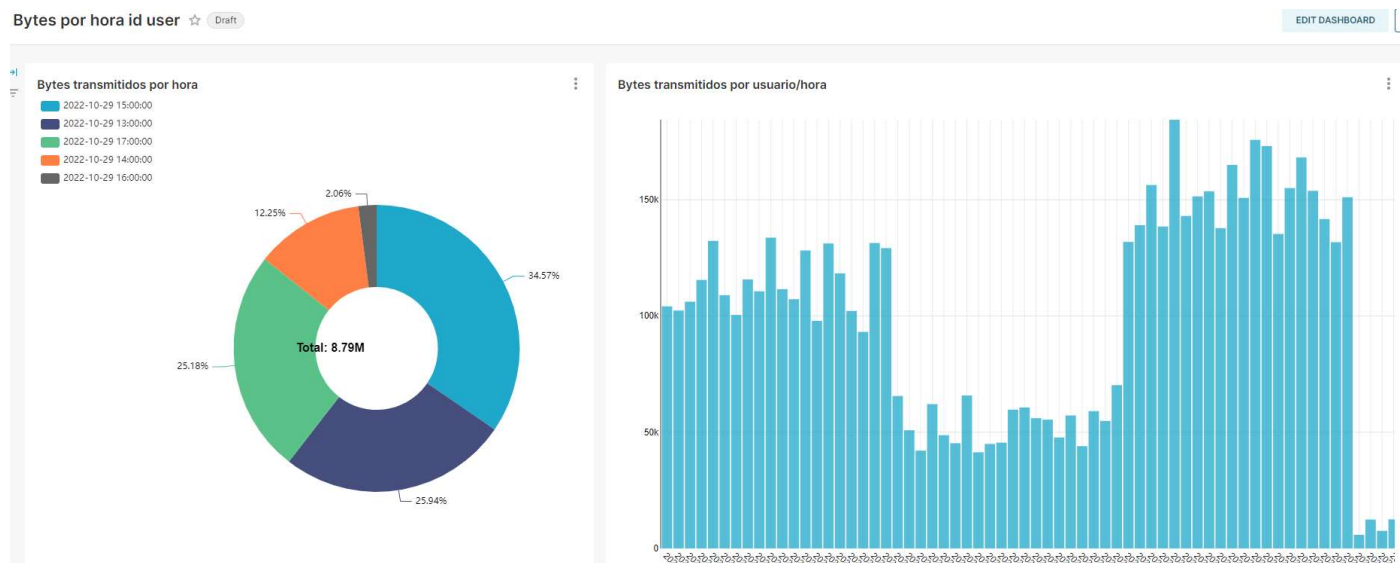 Bytes por hora id user Draft
EDIT DASHBOARD
Bytes transmitidos por hora
2022-10-29 15:00:00
2022-10-29 13:00:00
2022-10-29 17:00:00
2022-10-29 14:00:00
2022-10-29 16:00:00
2.06%
12.25%
34.57%
Total: 8.79M
25.18%
25.94%
Bytes transmitidos por usuario/hora
150k
100k
50k
0